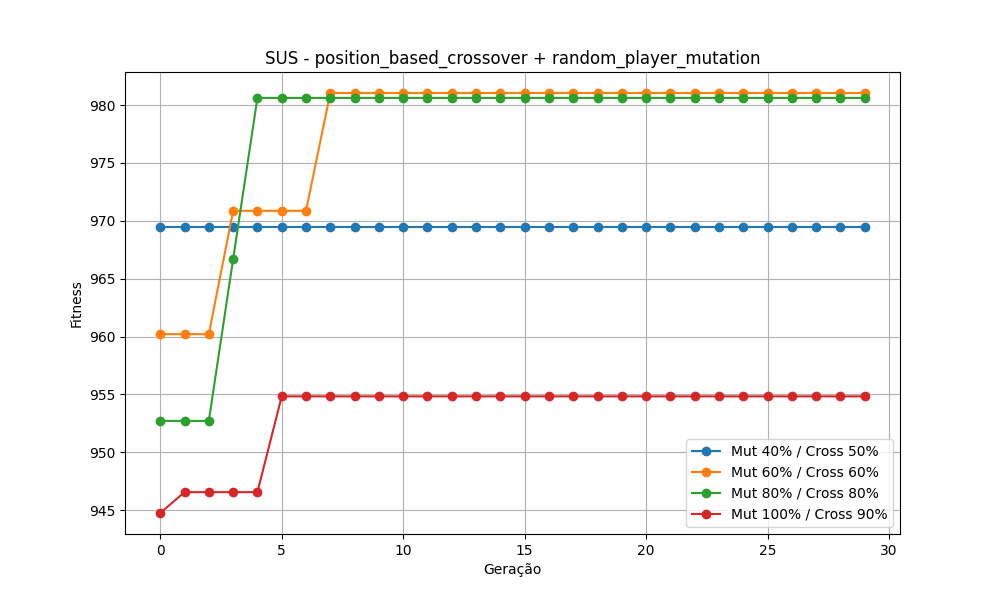 SUS - position_based_crossover + random_player_mutation
980
975
970
965
960
955
950
945
Fitness
0
5
10
15
20
25
30
Geração
Mut 40% / Cross 50%
Mut 60% / Cross 60%
Mut 80% / Cross 80%
Mut 100% / Cross 90%